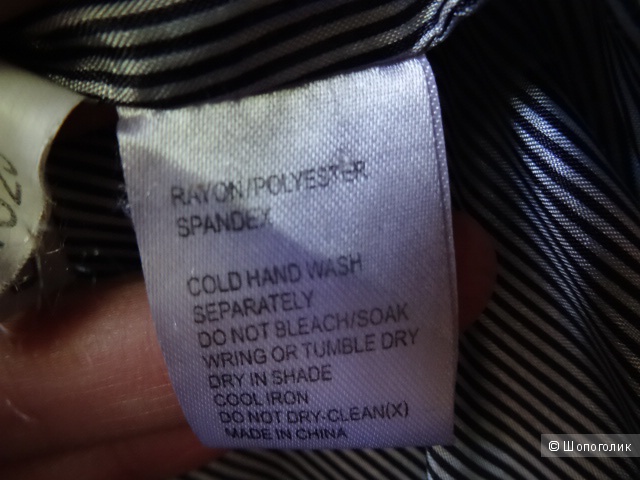 RAYON/POLYESTER
SPANDEX
COLD HAND WASH
SEPARATELY
DO NOT BLEACH/SOAK
WRING OR TUMBLE DRY
DRY IN SHADE
COOL IRON
DO NOT DRY-CLEAN(X)
MADE IN CHINA
© Шопоголик